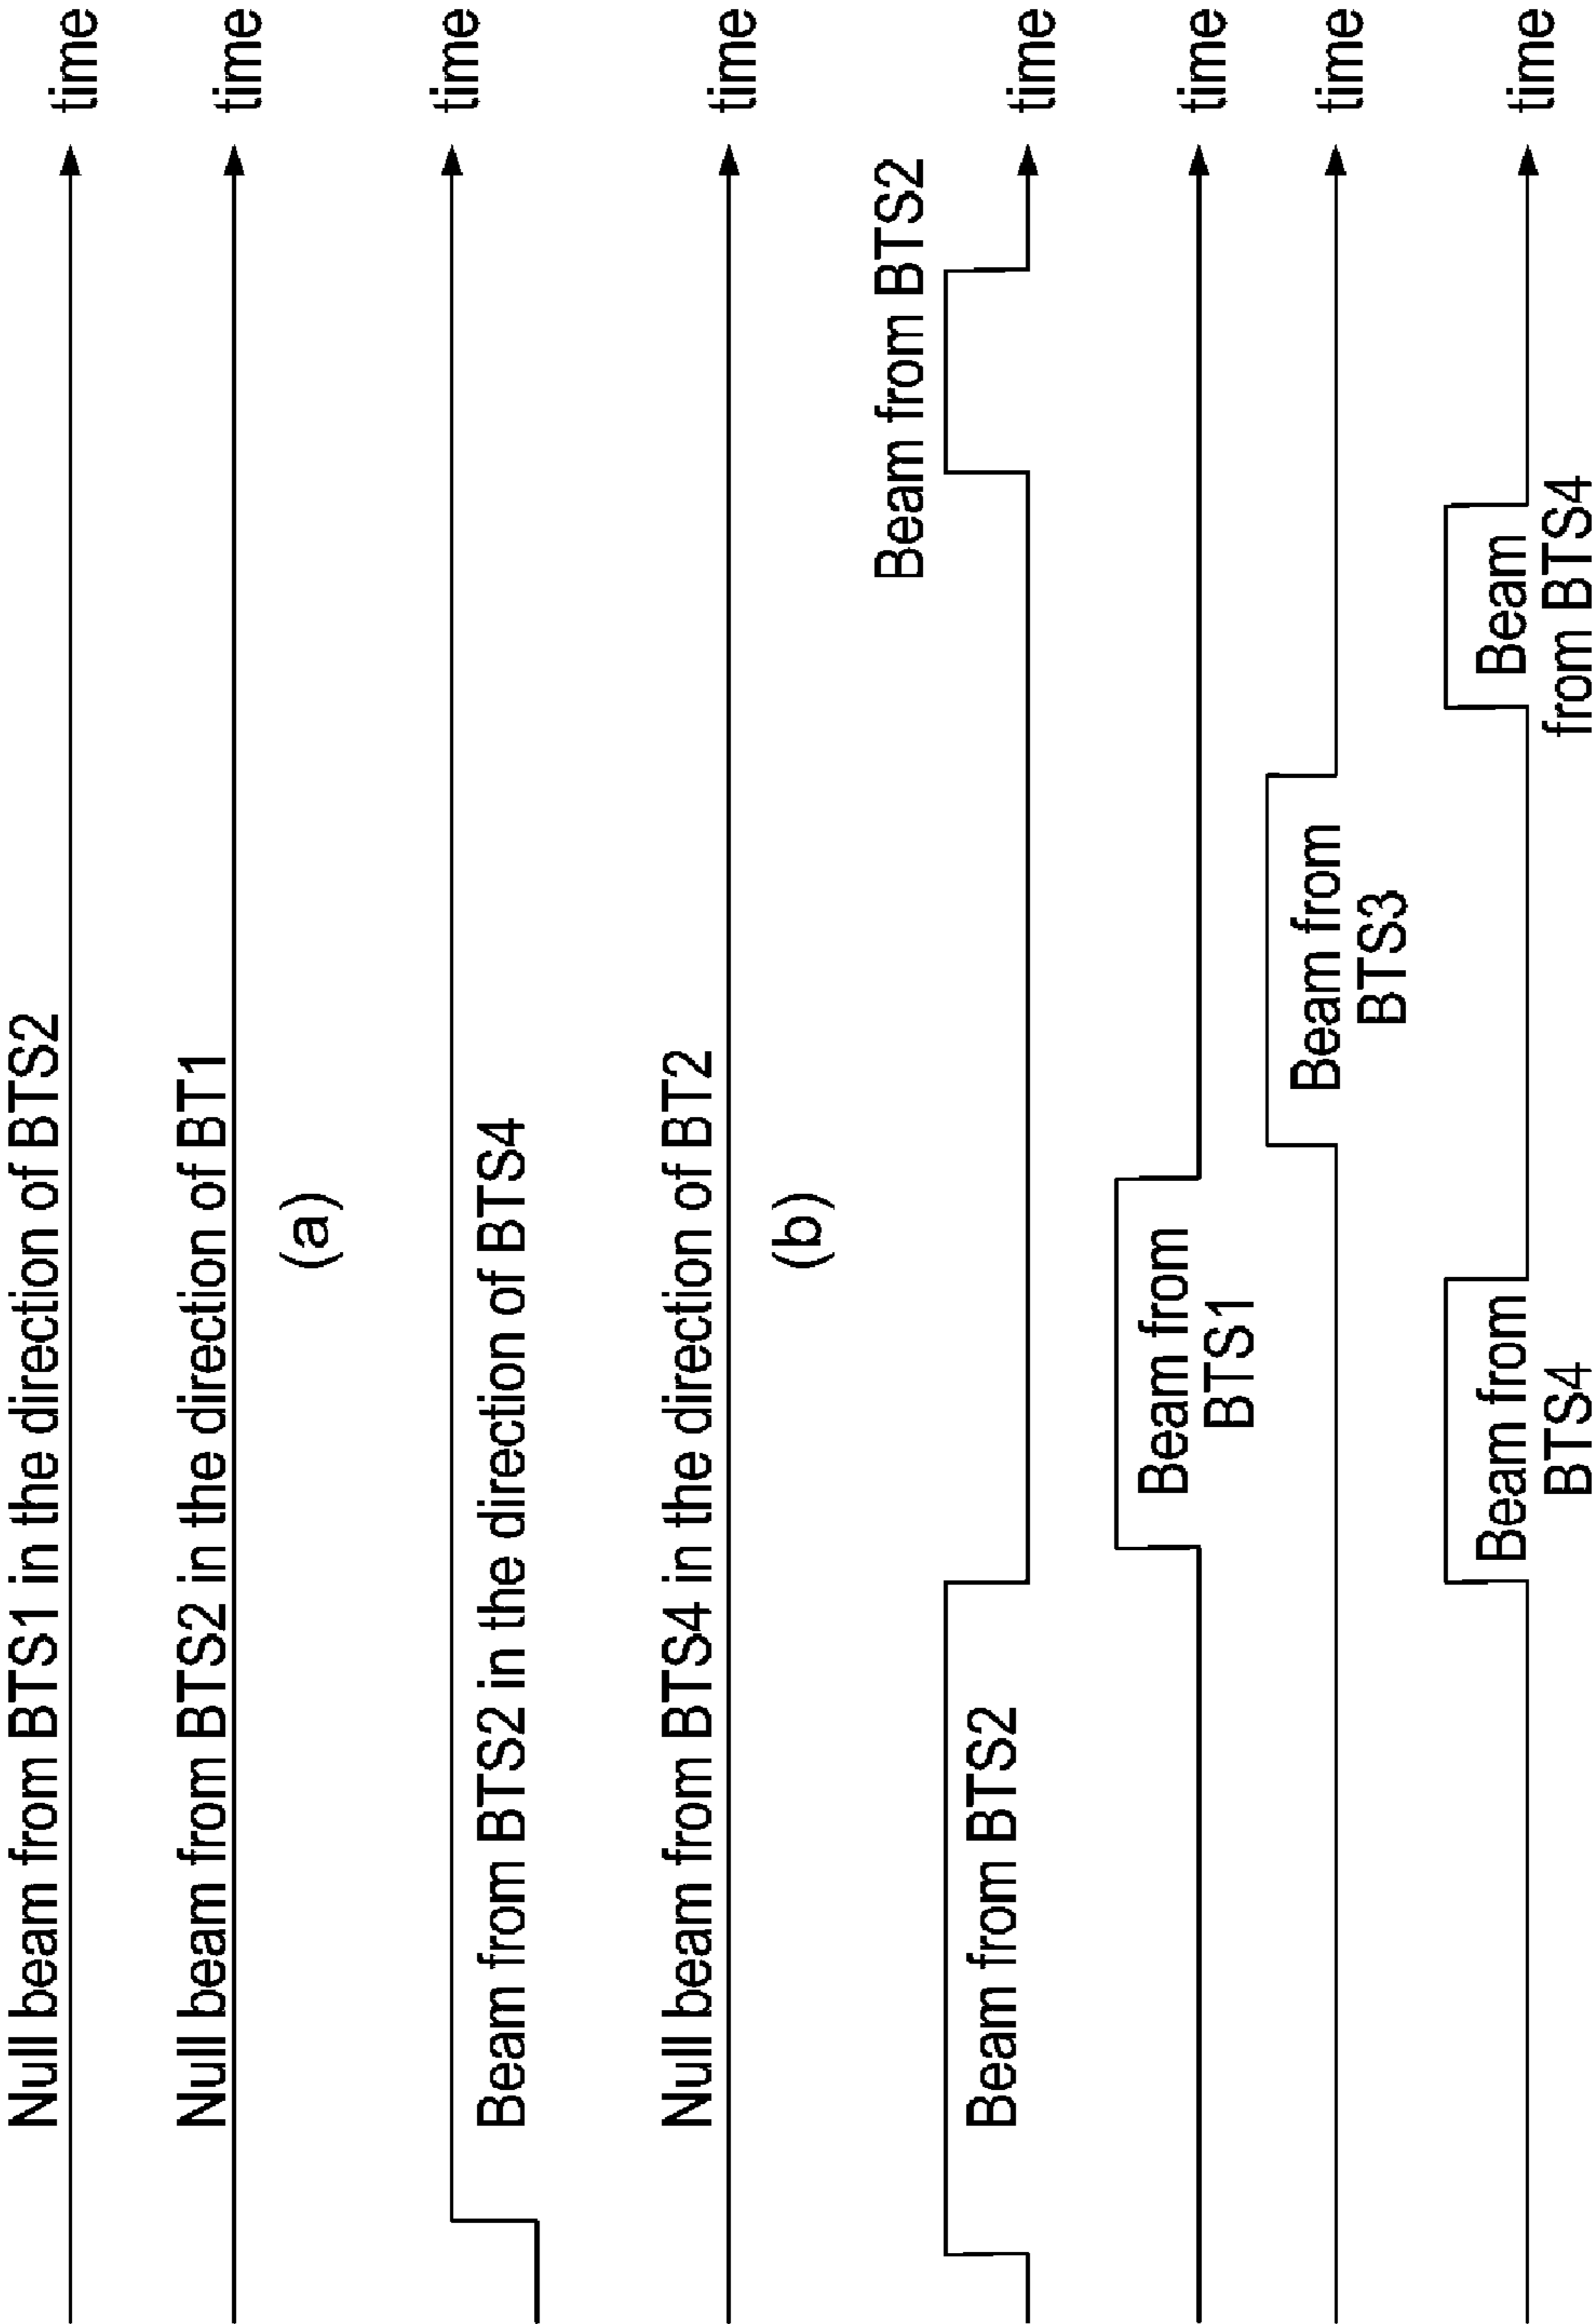 Null beam from BTS1 in the direction of BTS2
time
Null beam from BTS2 in the direction of BT1
time
(a)
time
Beam from BTS2 in the direction of BTS4
Null beam from BTS4 in the direction of BT2
time
(b)
Beam from BTS2
Beam from BTS2
time
time
Beam from
BTS1
time
Beam from
BTS3
time
Beam from
BTS4
Beam
from BTS4